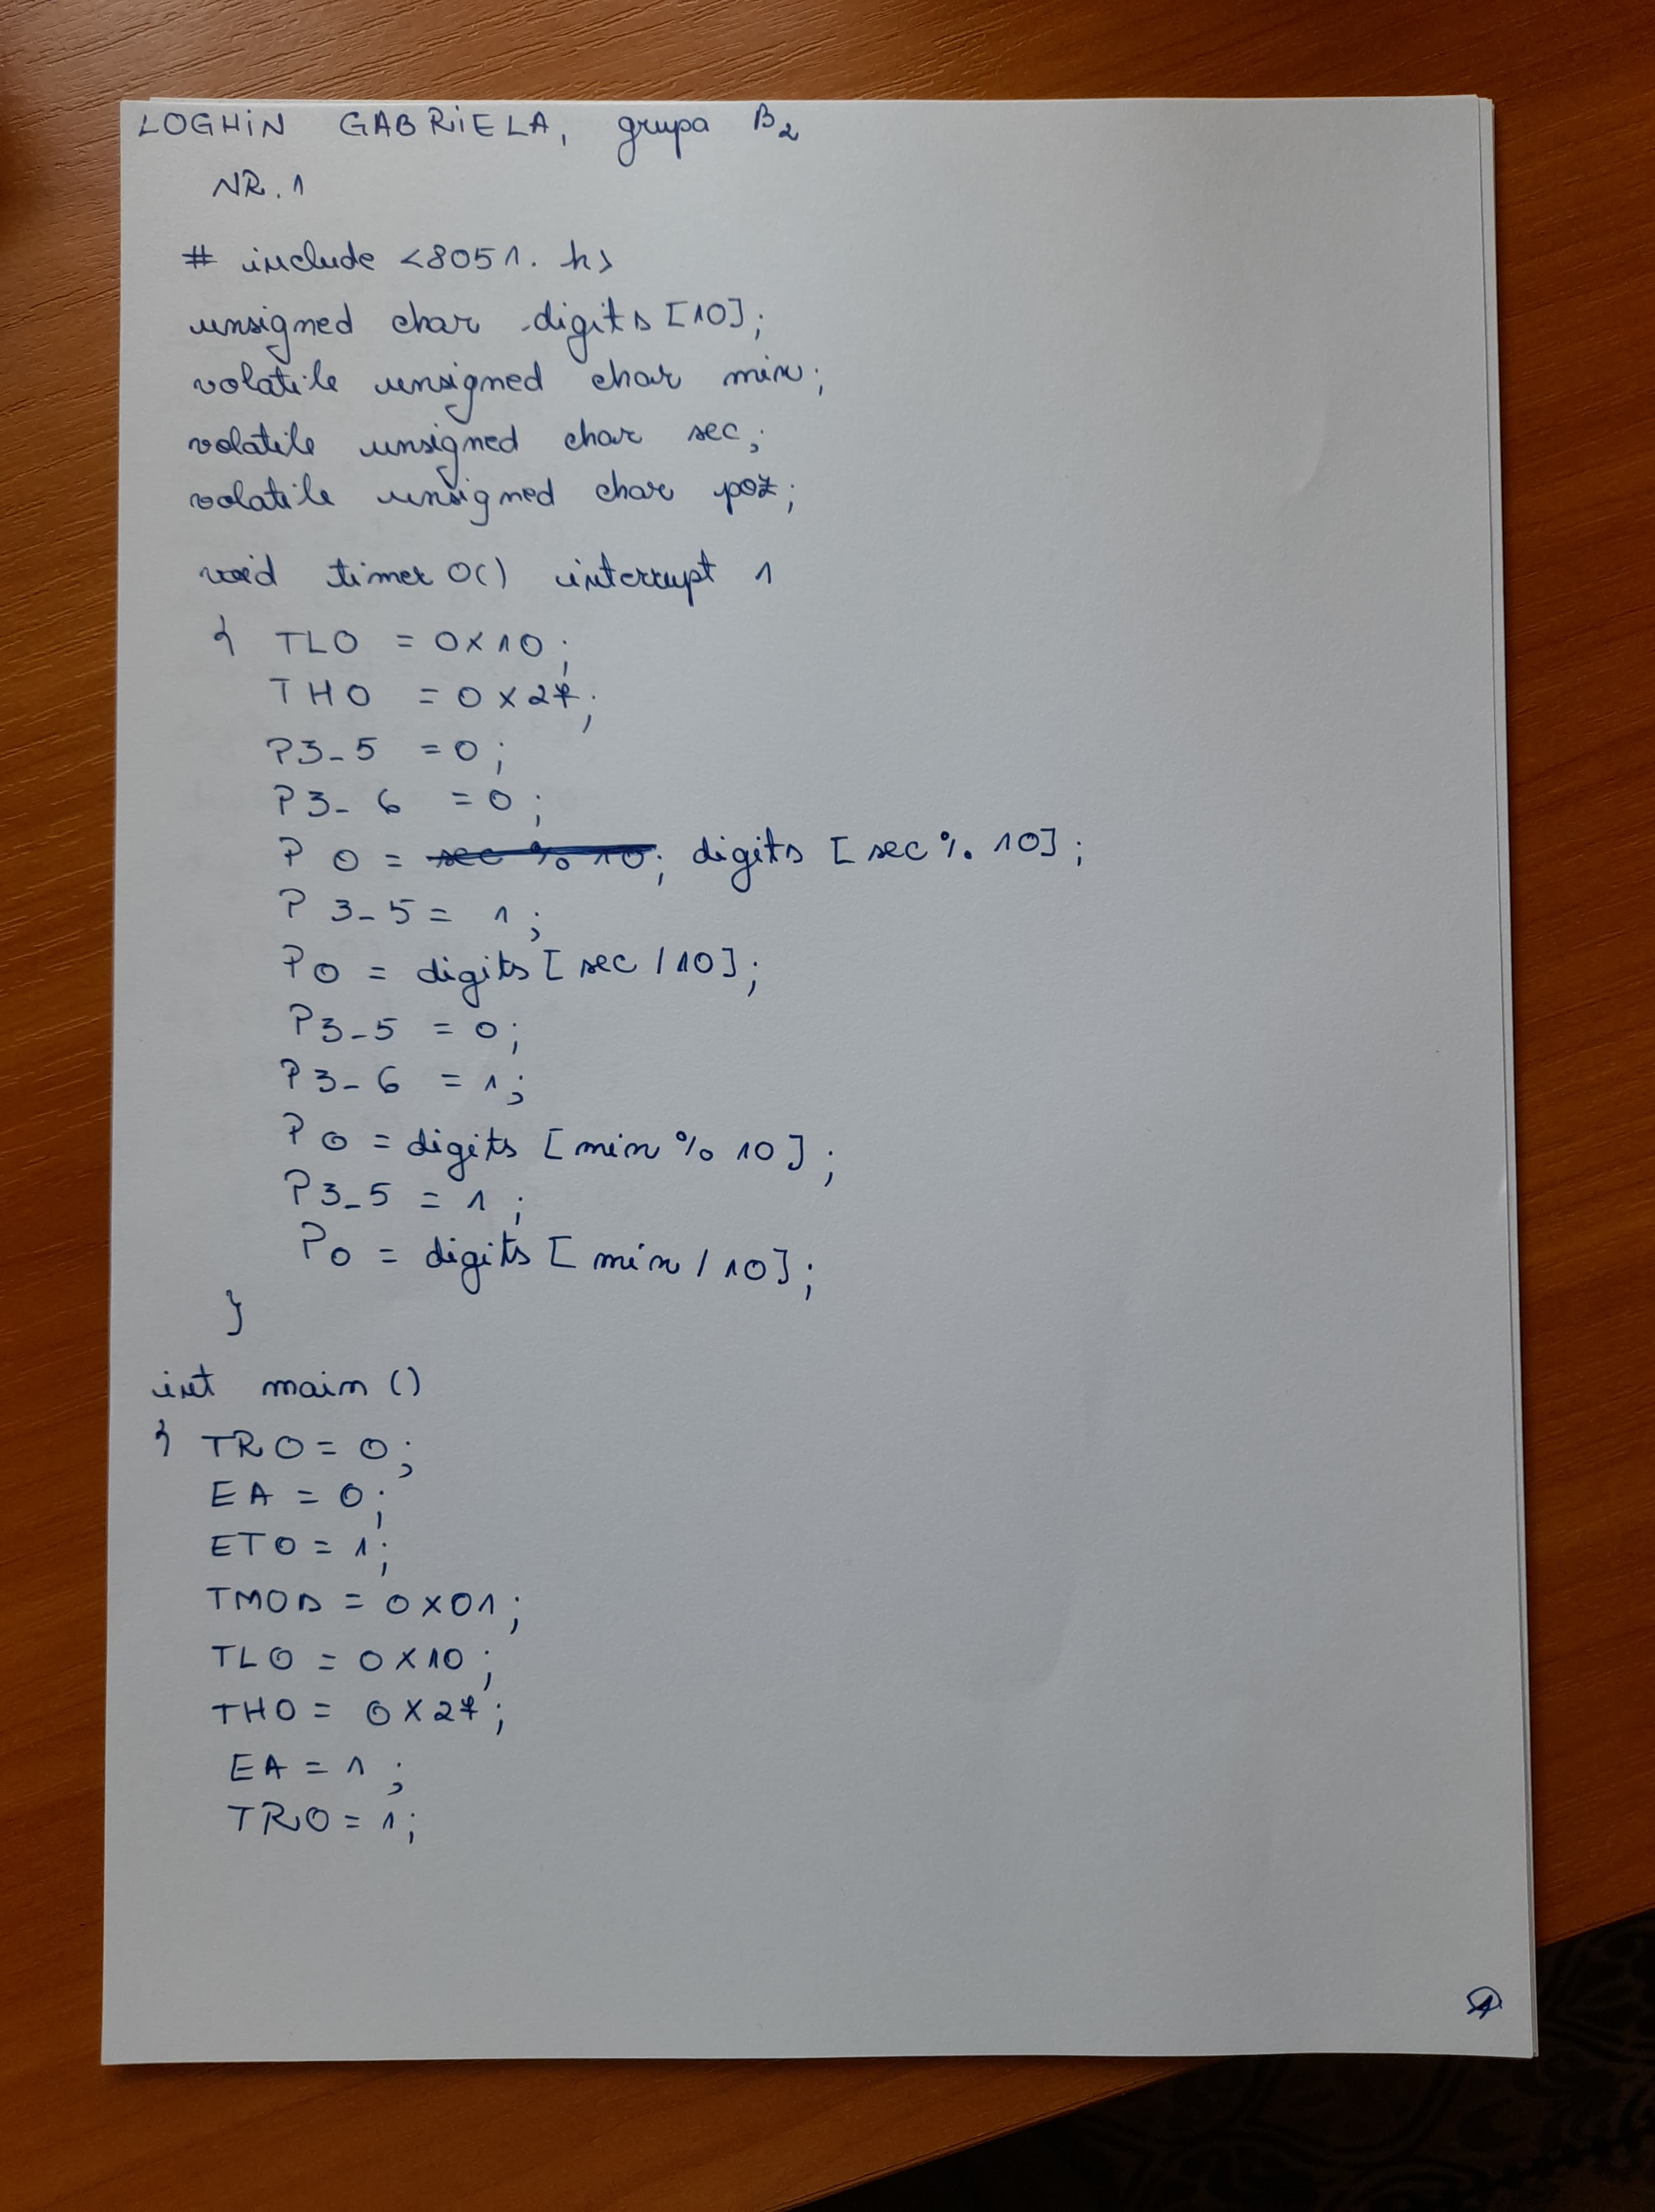 LOGHIN GABRIELA, grupa B2
NR. 1
# include <8051. h>
unsigned char digits [10];
volatile unsigned char min;
volatile unsigned char sec;
volatile unsigned char poz;
void timer 0() interrupt 1
{ TL0 = 0x10;
TH0 = 0x27;
P3_5 = 0;
P3_6 = 0;
P0 = sec % 10; digits [sec % 10];
P3_5 = 1;
P0 = digits [sec / 10];
P3_5 = 0;
P3_6 = 1;
P0 = digits [min % 10];
P3_5 = 1;
P0 = digits [min / 10];
}
int main ()
{ TR0 = 0;
EA = 0;
ET0 = 1;
TMOD = 0x01;
TL0 = 0x10;
TH0 = 0x27;
EA = 1;
TR0 = 1;
1